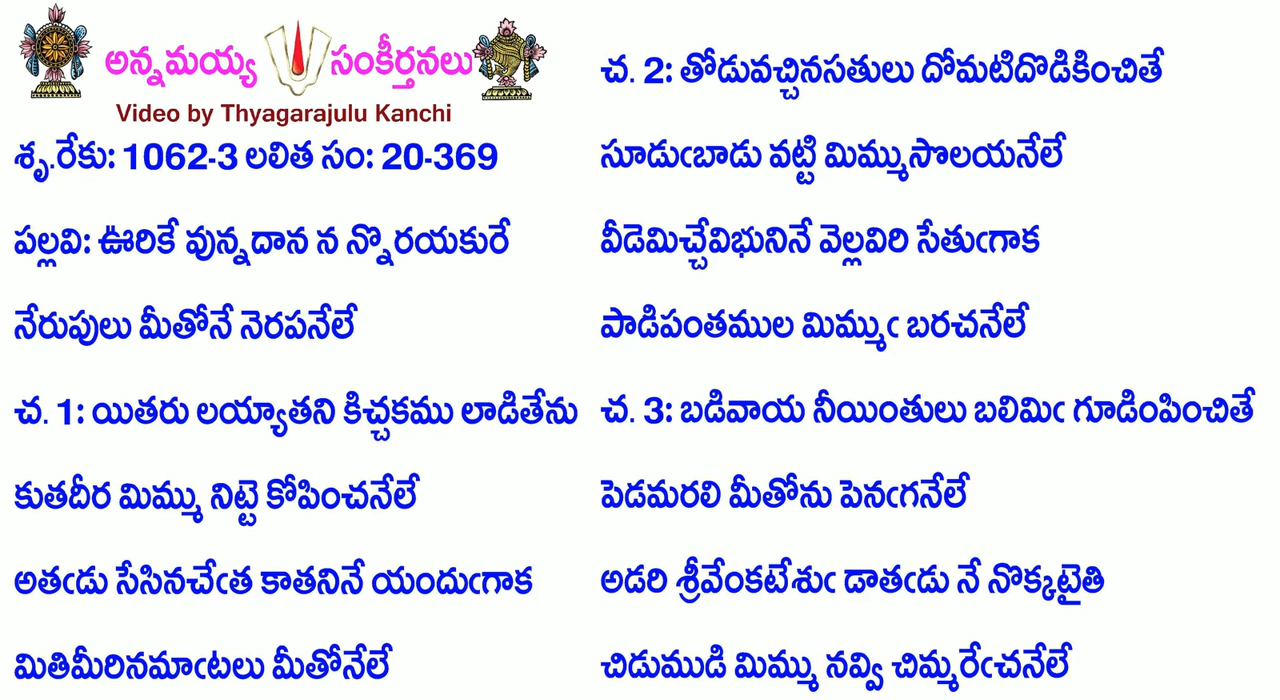 అన్నమయ్య సంకీర్తనలు
Video by Thyagarajulu Kanchi
శృ.రేకు: 1062-3 లలిత సం: 20-369
పల్లవి: ఊరికే వున్నదాన న న్నొరయకురే
నేరుపులు మీతోనే నెరపనేలే
చ. 1: యితరు లయ్యాతని కిచ్చకము లాడితేను
కుతదీర మిమ్ము నిట్టె కోపించనేలే
అతఁడు సేసినచేఁత కాతనినే యందుఁగాక
మితిమీరినమాఁటలు మీతోనేలే
చ. 2: తోడువచ్చినసతులు దోమటిదొడికించితే
సూడుఁబాడు వట్టి మిమ్ముసొలయనేలే
వీడెమిచ్చేవిభునినే వెల్లవిరి సేతుఁగాక
పాడిపంతముల మిమ్ముఁ బరచనేలే
చ. 3: బడివాయ నీయింతులు బలిమిఁ గూడింపించితే
పెడమరలి మీతోను పెనఁగనేలే
అడరి శ్రీవేంకటేశుఁ డాతఁడు నే నొక్కటైతి
చిడుముడి మిమ్ము నవ్వి చిమ్మరేఁచనేలే